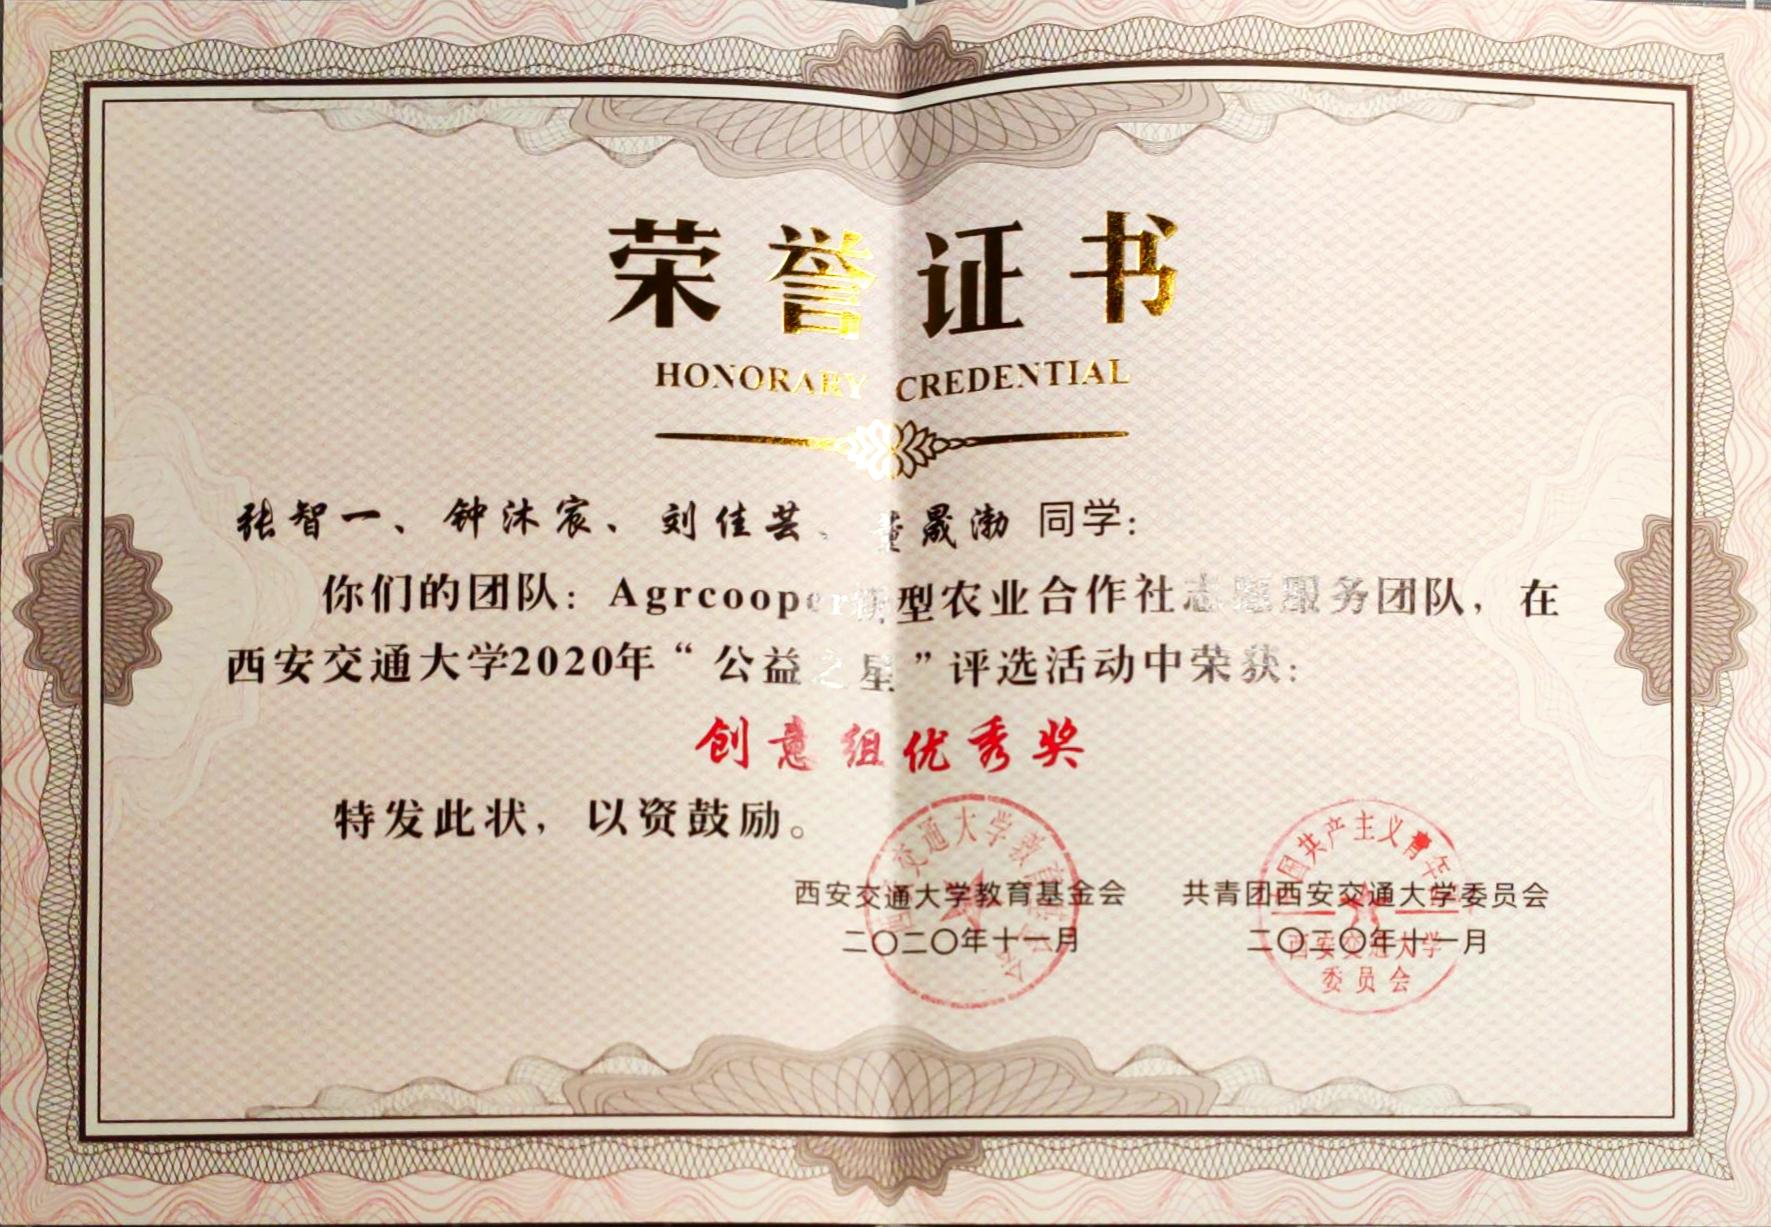 荣誉证书
HONORARY CREDENTIAL
张智一、钟沐宸、刘佳芸、董晟渤 同学：
你们的团队：Agrcooper新型农业合作社志愿服务团队，在
西安交通大学2020年“公益之星”评选活动中荣获：
创意组优秀奖
特发此状，以资鼓励。
西安交通大学教育基金会 共青团西安交通大学委员会
二〇二〇年十一月 二〇二〇年十一月
西安交通大学教育基金会
中国共产主义青年团
西安交通大学
委员会